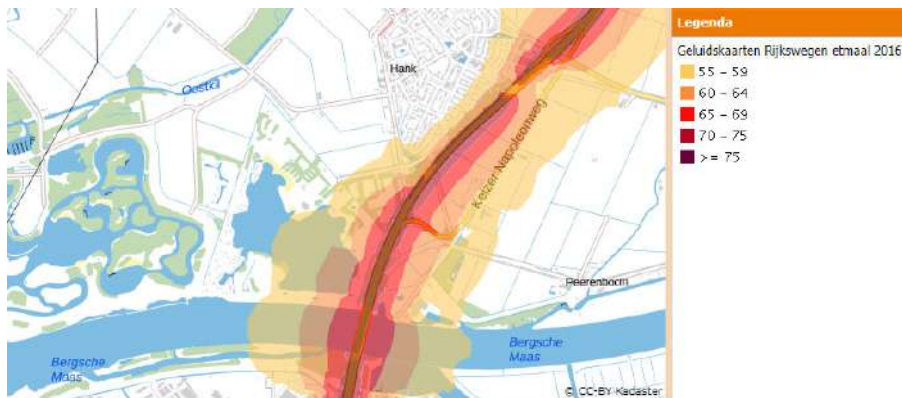 Hank
Oostkil
Keizer Napoleonweg
Peerenboom
Bergsche
Maas
Bergsche
Maas
© CC-BY Kadaster
Legenda
Geluidskaarten Rijkswegen etmaal 2016
55 - 59
60 - 64
65 - 69
70 - 75
>= 75